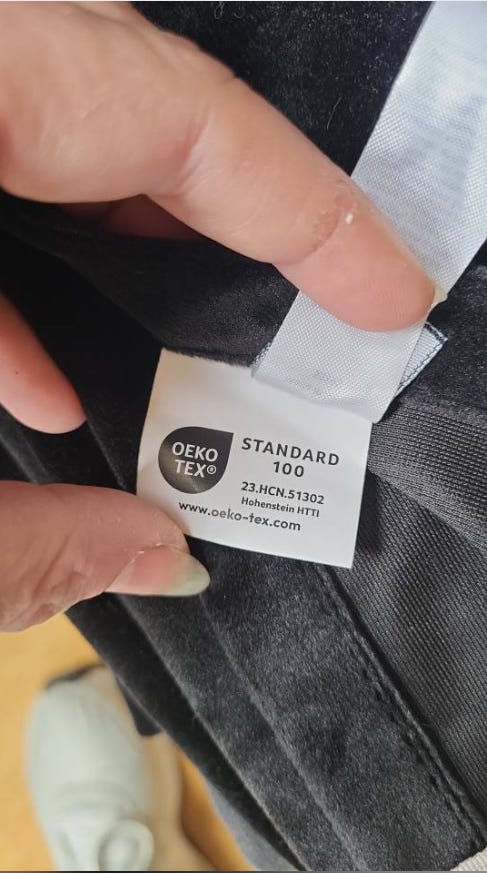 OEKO
TEX®
STANDARD
100
23.HCN.51302
Hohenstein HTTI
www.oeko-tex.com